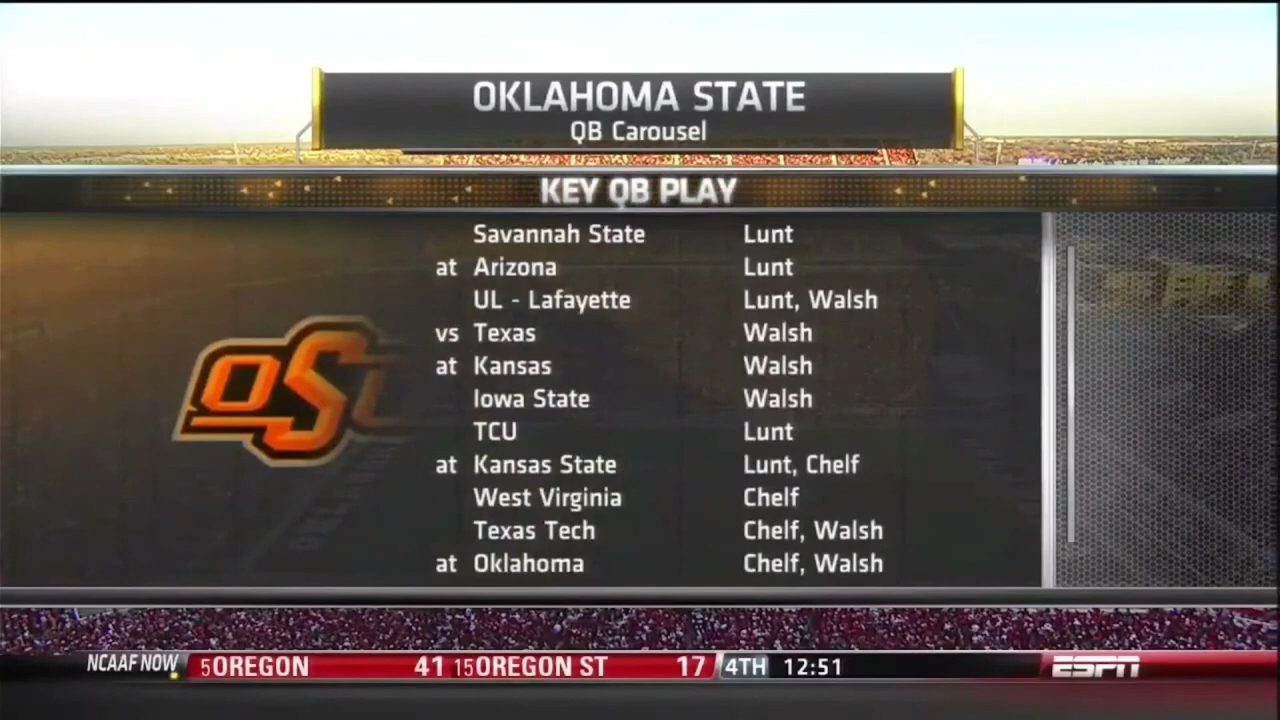 OKLAHOMA STATE
QB Carousel
KEY QB PLAY
Savannah State Lunt
at Arizona Lunt
UL - Lafayette Lunt, Walsh
vs Texas Walsh
at Kansas Walsh
Iowa State Walsh
TCU Lunt
at Kansas State Lunt, Chelf
West Virginia Chelf
Texas Tech Chelf, Walsh
at Oklahoma Chelf, Walsh
OSU
NCAAF NOW 5 OREGON 41 15 OREGON ST 17 4TH 12:51 ESPN